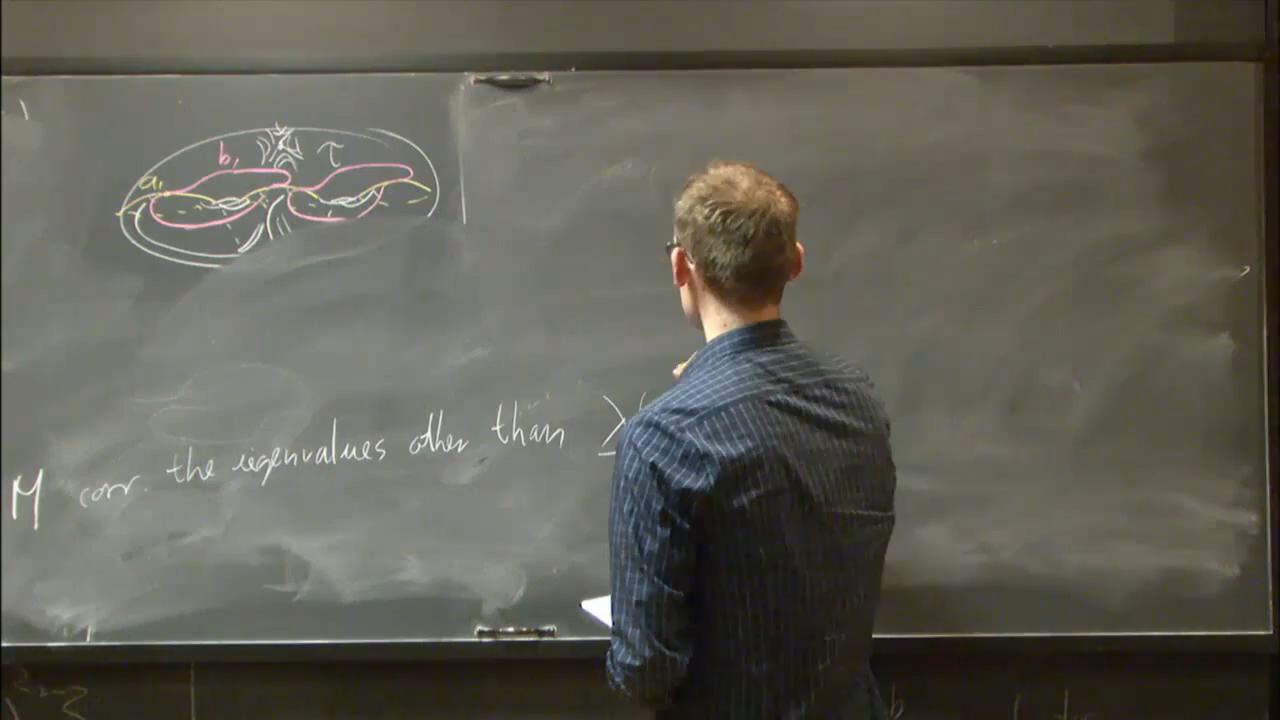 b₁ τ
a₁
M corr. the eigenvalues other than λ